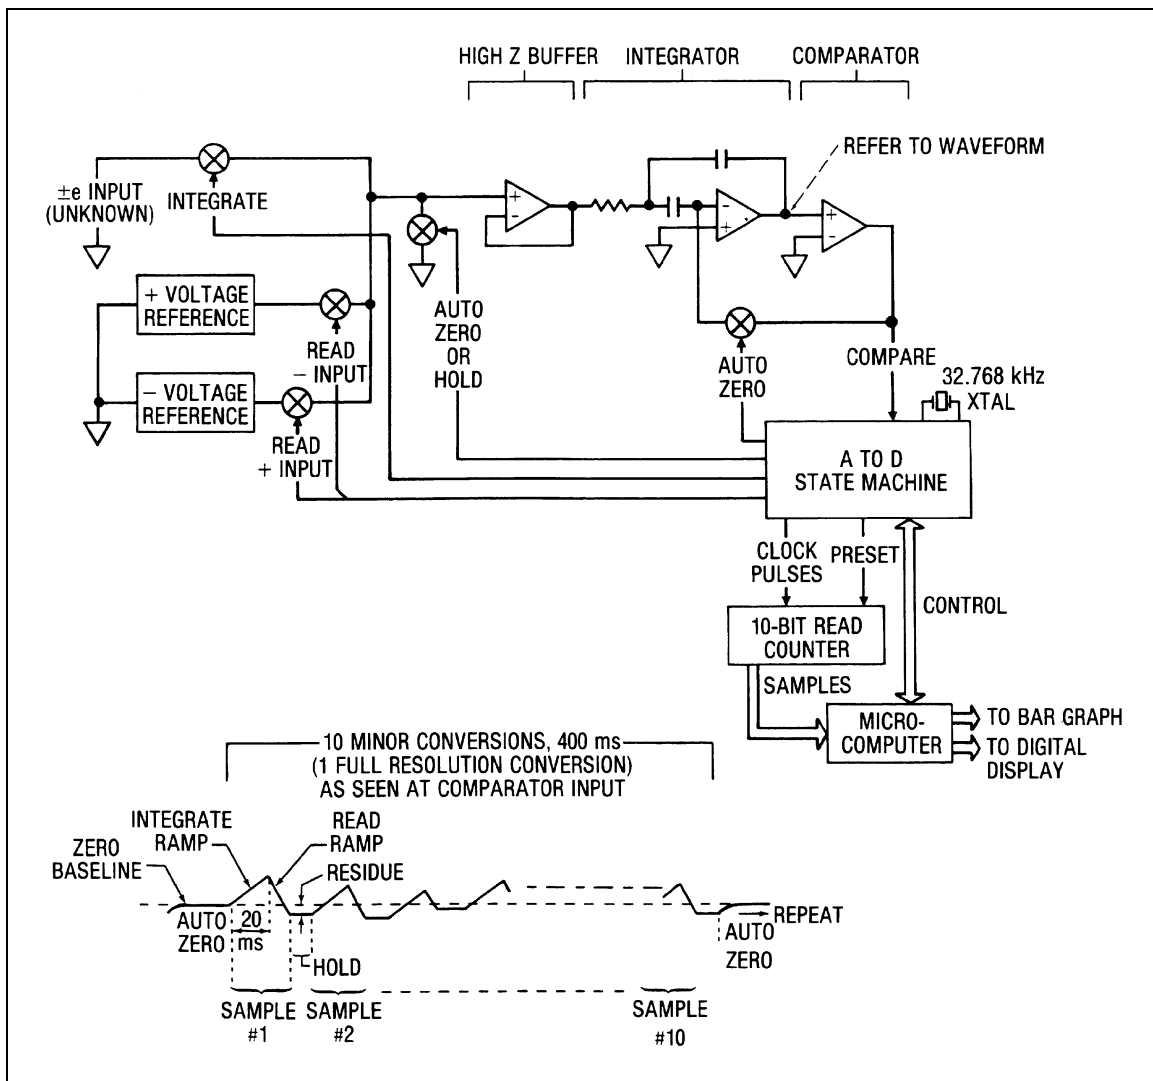 HIGH Z BUFFER
INTEGRATOR
COMPARATOR
REFER TO WAVEFORM
±e INPUT
(UNKNOWN)
INTEGRATE
+
-
-
+
+
-
+ VOLTAGE
REFERENCE
READ
- INPUT
AUTO
ZERO
OR
HOLD
AUTO
ZERO
COMPARE
32.768 kHz
XTAL
- VOLTAGE
REFERENCE
READ
+ INPUT
A TO D
STATE MACHINE
CLOCK
PULSES
PRESET
CONTROL
10-BIT READ
COUNTER
SAMPLES
MICRO-
COMPUTER
TO BAR GRAPH
TO DIGITAL
DISPLAY
10 MINOR CONVERSIONS, 400 ms
(1 FULL RESOLUTION CONVERSION)
AS SEEN AT COMPARATOR INPUT
INTEGRATE
RAMP
READ
RAMP
ZERO
BASELINE
RESIDUE
AUTO
ZERO
20
ms
HOLD
REPEAT
AUTO
ZERO
SAMPLE
#1
SAMPLE
#2
SAMPLE
#10